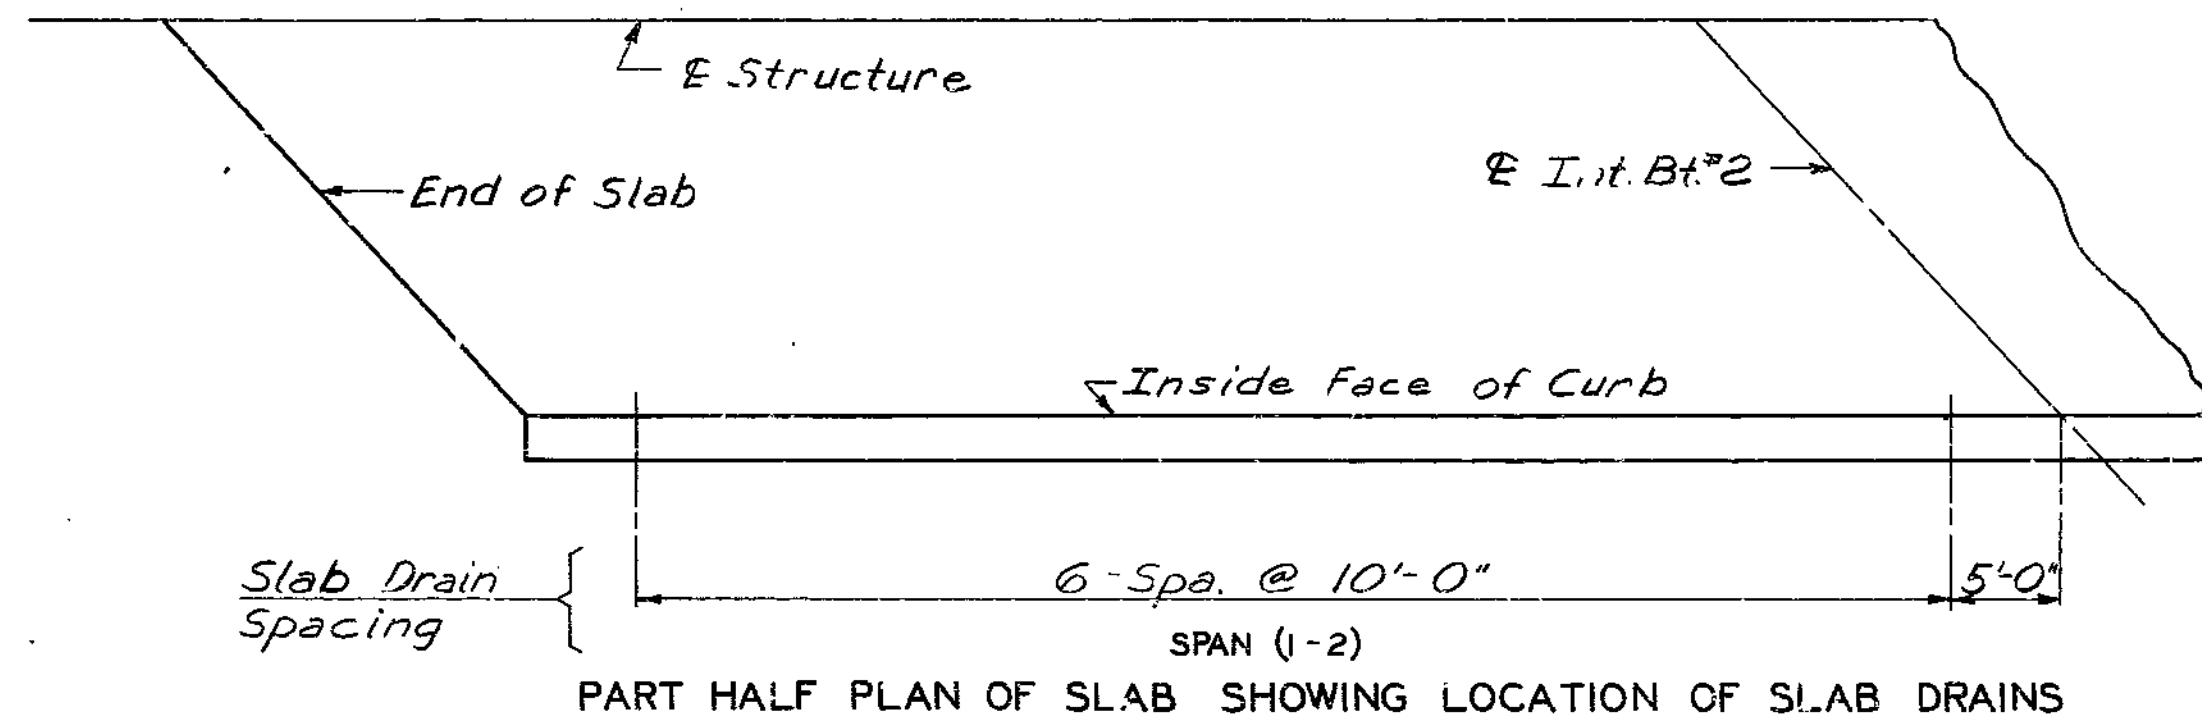 ℄ Structure
℄ Int. Bt. #2
End of Slab
Inside Face of Curb
Slab Drain
Spacing
6-Spa. @ 10'-0"
5'-0"
SPAN (1-2)
PART HALF PLAN OF SLAB SHOWING LOCATION OF SLAB DRAINS